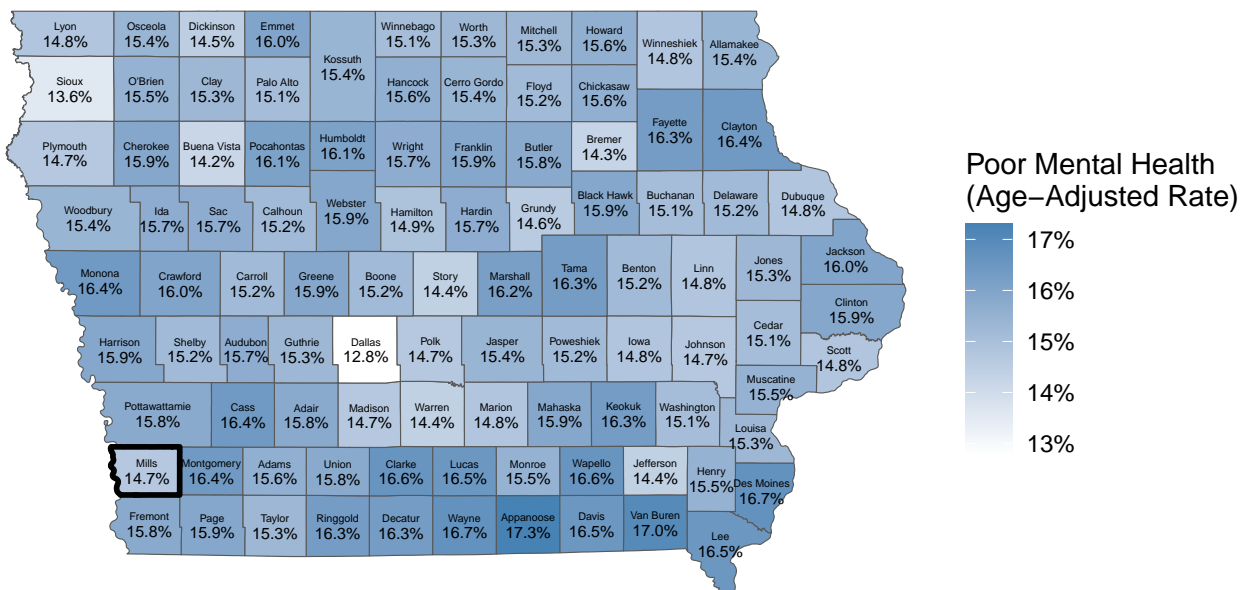 Lyon
14.8%
Osceola
15.4%
Dickinson
14.5%
Emmet
16.0%
Kossuth
15.4%
Winnebago
15.1%
Worth
15.3%
Mitchell
15.3%
Howard
15.6%
Winneshiek
14.8%
Allamakee
15.4%
Sioux
13.6%
O'Brien
15.5%
Clay
15.3%
Palo Alto
15.1%
Hancock
15.6%
Cerro Gordo
15.4%
Floyd
15.2%
Chickasaw
15.6%
Plymouth
14.7%
Cherokee
15.9%
Buena Vista
14.2%
Pocahontas
16.1%
Humboldt
16.1%
Wright
15.7%
Franklin
15.9%
Butler
15.8%
Bremer
14.3%
Fayette
16.3%
Clayton
16.4%
Woodbury
15.4%
Ida
15.7%
Sac
15.7%
Calhoun
15.2%
Webster
15.9%
Hamilton
14.9%
Hardin
15.7%
Grundy
14.6%
Black Hawk
15.9%
Buchanan
15.1%
Delaware
15.2%
Dubuque
14.8%
Monona
16.4%
Crawford
16.0%
Carroll
15.2%
Greene
15.9%
Boone
15.2%
Story
14.4%
Marshall
16.2%
Tama
16.3%
Benton
15.2%
Linn
14.8%
Jones
15.3%
Jackson
16.0%
Clinton
15.9%
Harrison
15.9%
Shelby
15.2%
Audubon
15.7%
Guthrie
15.3%
Dallas
12.8%
Polk
14.7%
Jasper
15.4%
Poweshiek
15.2%
Iowa
14.8%
Johnson
14.7%
Cedar
15.1%
Scott
14.8%
Muscatine
15.5%
Pottawattamie
15.8%
Cass
16.4%
Adair
15.8%
Madison
14.7%
Warren
14.4%
Marion
14.8%
Mahaska
15.9%
Keokuk
16.3%
Washington
15.1%
Louisa
15.3%
Mills
14.7%
Montgomery
16.4%
Adams
15.6%
Union
15.8%
Clarke
16.6%
Lucas
16.5%
Monroe
15.5%
Wapello
16.6%
Jefferson
14.4%
Henry
15.5%
Des Moines
16.7%
Fremont
15.8%
Page
15.9%
Taylor
15.3%
Ringgold
16.3%
Decatur
16.3%
Wayne
16.7%
Appanoose
17.3%
Davis
16.5%
Van Buren
17.0%
Lee
16.5%
Poor Mental Health
(Age−Adjusted Rate)
17%
16%
15%
14%
13%